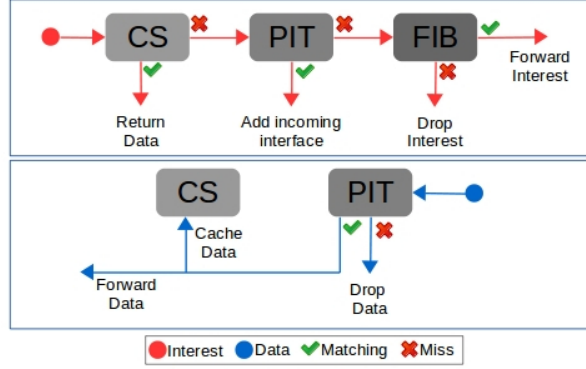 CS
PIT
FIB
Forward
Interest
Return
Data
Add incoming
interface
Drop
Interest
CS
PIT
Cache
Data
Forward
Data
Drop
Data
Interest Data Matching Miss